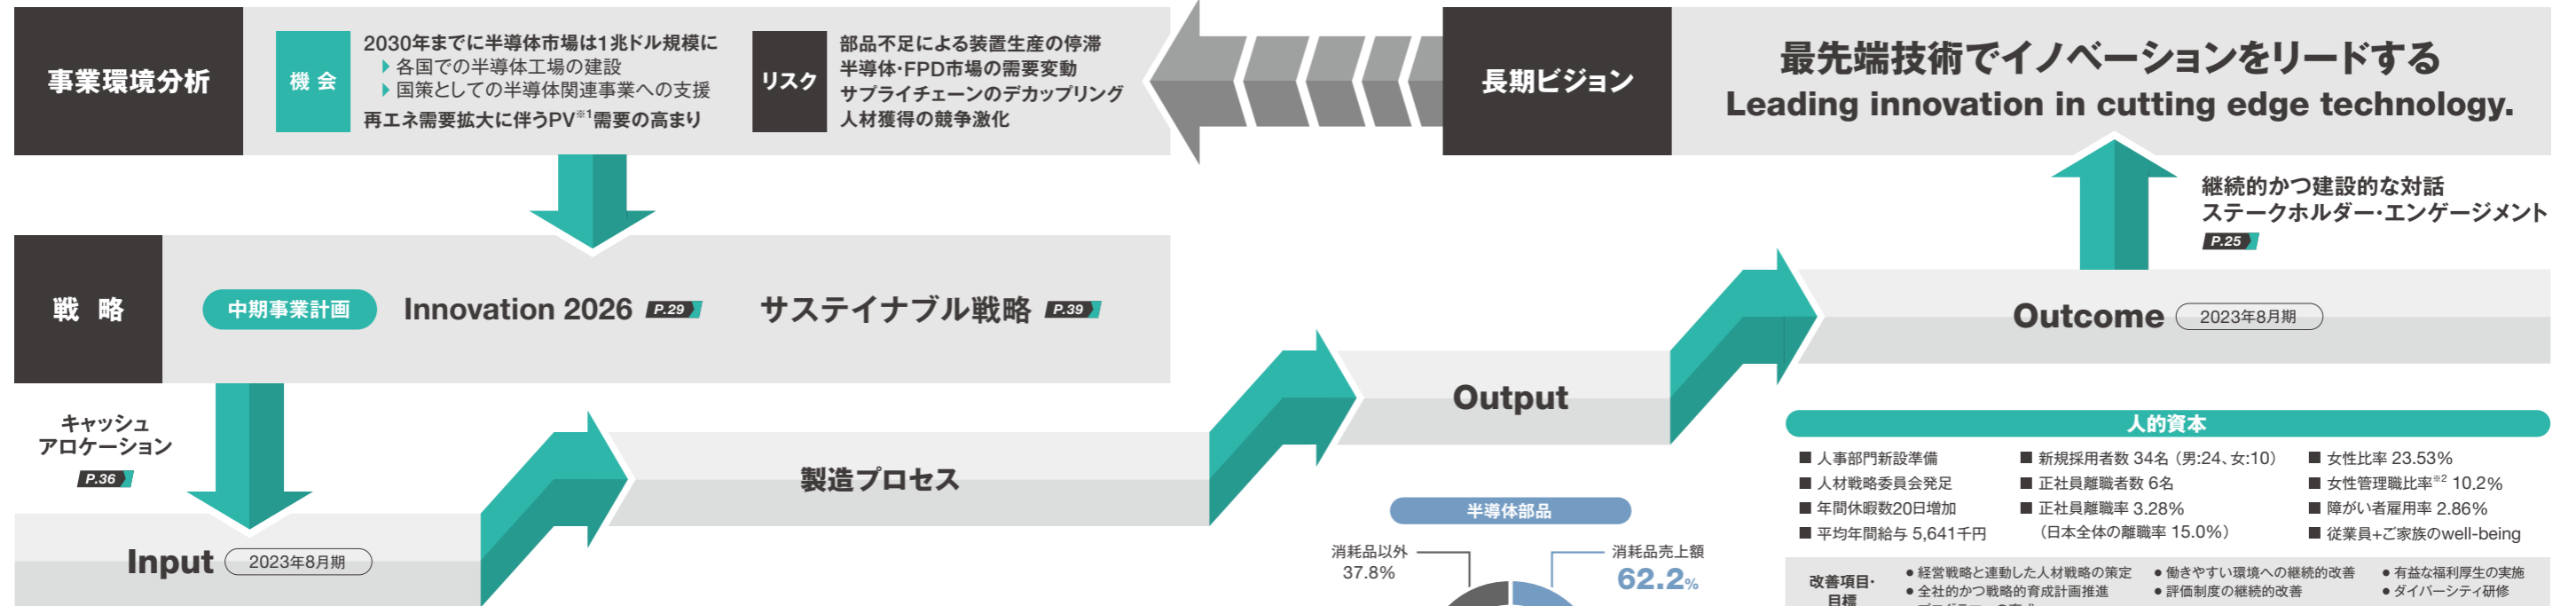 事業環境分析
機 会
2030年までに半導体市場は1兆ドル規模に
各国での半導体工場の建設
国策としての半導体関連事業への支援
再エネ需要拡大に伴うPV※1需要の高まり
リスク
部品不足による装置生産の停滞
半導体・FPD市場の需要変動
サプライチェーンのデカップリング
人材獲得の競争激化
長期ビジョン
最先端技術でイノベーションをリードする
Leading innovation in cutting edge technology.
継続的かつ建設的な対話
ステークホルダー・エンゲージメント
P.25
戦 略
中期事業計画
Innovation 2026 P.29
サステイナブル戦略 P.39
キャッシュ
アロケーション
P.36
Input 2023年8月期
製造プロセス
Output
Outcome 2023年8月期
半導体部品
消耗品以外
37.8%
消耗品売上額
62.2%
人的資本
■ 人事部門新設準備
■ 人材戦略委員会発足
■ 年間休暇数20日増加
■ 平均年間給与 5,641千円
■ 新規採用者数 34名（男:24、女:10）
■ 正社員離職者数 6名
■ 正社員離職率 3.28%
（日本全体の離職率 15.0%）
■ 女性比率 23.53%
■ 女性管理職比率※2 10.2%
■ 障がい者雇用率 2.86%
■ 従業員+ご家族のwell-being
改善項目・
目標
● 経営戦略と連動した人材戦略の策定
● 全社的かつ戦略的育成計画推進
● 働きやすい環境への継続的改善
● 評価制度の継続的改善
● 有益な福利厚生の実施
● ダイバーシティ研修